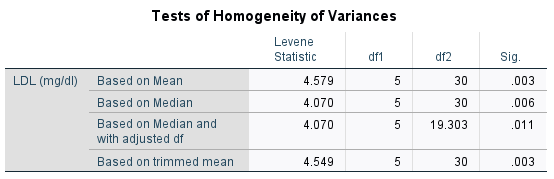 Tests of Homogeneity of Variances
Levene
Statistic df1 df2 Sig.
LDL (mg/dl) Based on Mean 4.579 5 30 .003
Based on Median 4.070 5 30 .006
Based on Median and
with adjusted df 4.070 5 19.303 .011
Based on trimmed mean 4.549 5 30 .003